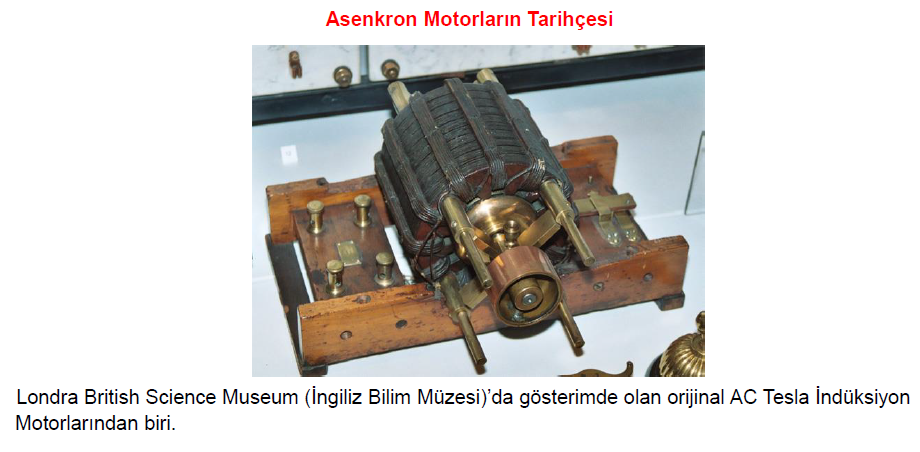 Asenkron Motorların Tarihçesi
Londra British Science Museum (İngiliz Bilim Müzesi)’da gösterimde olan orijinal AC Tesla İndüksiyon
Motorlarından biri.